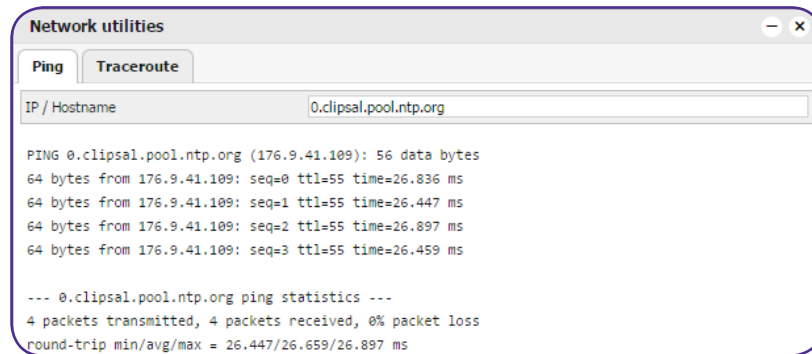 Network utilities
Ping Traceroute
IP / Hostname 0.clipsal.pool.ntp.org
PING 0.clipsal.pool.ntp.org (176.9.41.109): 56 data bytes
64 bytes from 176.9.41.109: seq=0 ttl=55 time=26.836 ms
64 bytes from 176.9.41.109: seq=1 ttl=55 time=26.447 ms
64 bytes from 176.9.41.109: seq=2 ttl=55 time=26.897 ms
64 bytes from 176.9.41.109: seq=3 ttl=55 time=26.459 ms
--- 0.clipsal.pool.ntp.org ping statistics ---
4 packets transmitted, 4 packets received, 0% packet loss
round-trip min/avg/max = 26.447/26.659/26.897 ms